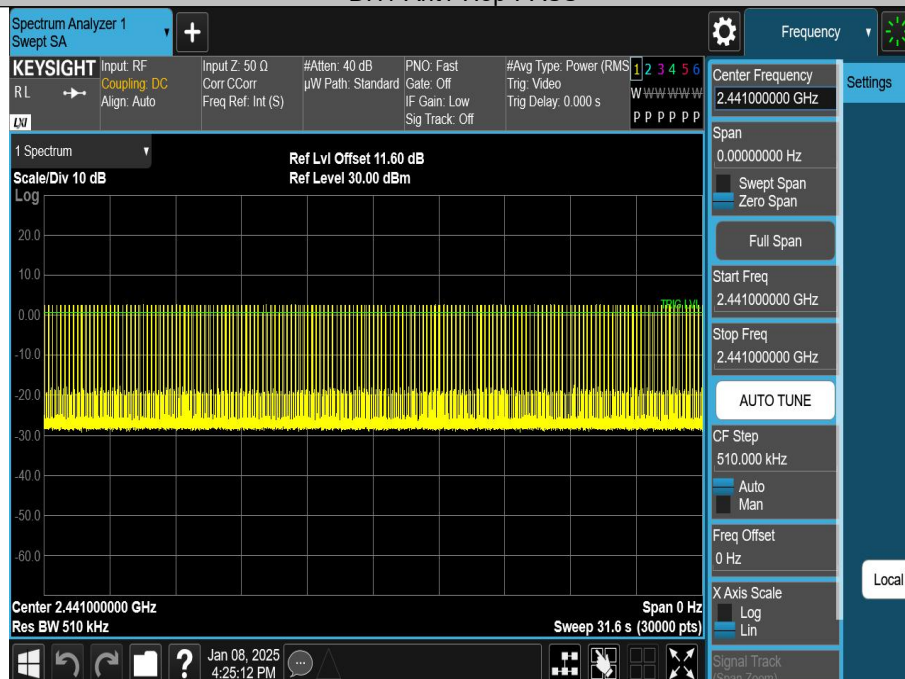 Spectrum Analyzer 1
Swept SA
Frequency
KEYSIGHT
RL
LXI
Input: RF
Coupling: DC
Align: Auto
Input Z: 50 Ω
Corr CCorr
Freq Ref: Int (S)
#Atten: 40 dB
µW Path: Standard
PNO: Fast
Gate: Off
IF Gain: Low
Sig Track: Off
#Avg Type: Power (RMS
Trig: Video
Trig Delay: 0.000 s
1 2 3 4 5 6
W W W W W W
P P P P P P
1 Spectrum
Scale/Div 10 dB
Log
Ref Lvl Offset 11.60 dB
Ref Level 30.00 dBm
20.0
10.0
0.00
-10.0
-20.0
-30.0
-40.0
-50.0
-60.0
TRIG LVL
Center 2.441000000 GHz
Res BW 510 kHz
Span 0 Hz
Sweep 31.6 s (30000 pts)
Center Frequency
2.441000000 GHz
Settings
Span
0.00000000 Hz
Swept Span
Zero Span
Full Span
Start Freq
2.441000000 GHz
Stop Freq
2.441000000 GHz
AUTO TUNE
CF Step
510.000 kHz
Auto
Man
Freq Offset
0 Hz
X Axis Scale
Log
Lin
Local
Signal Track
(Span Zoom)
?
Jan 08, 2025
4:25:12 PM